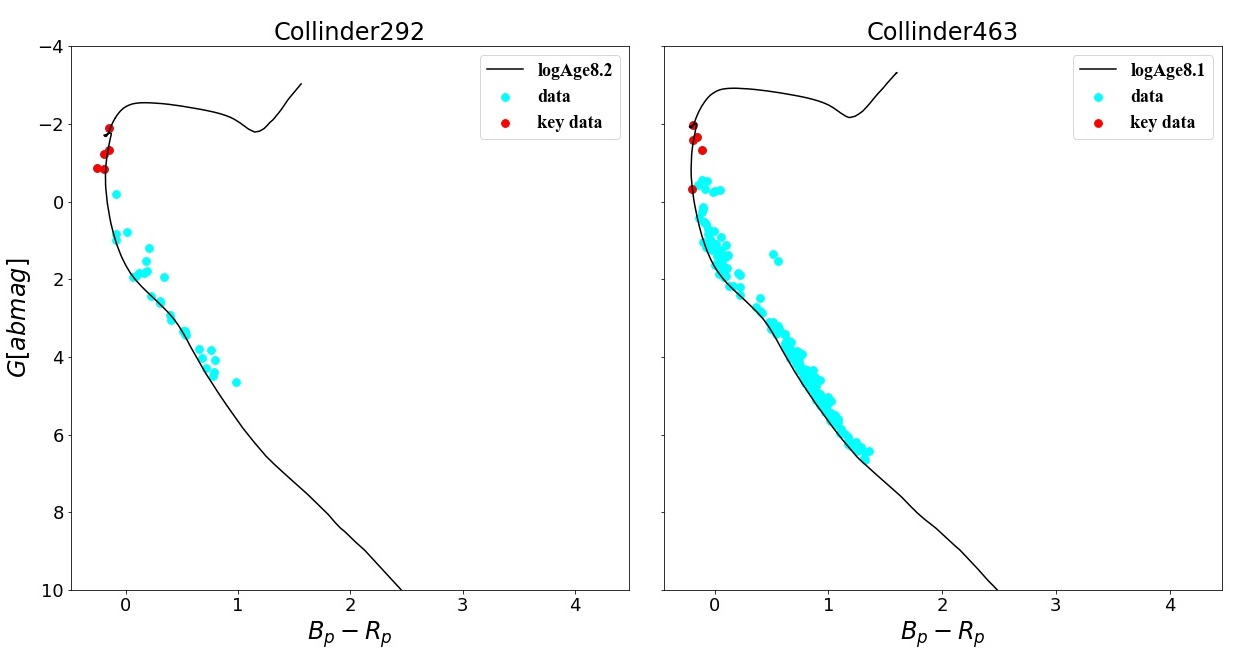 Collinder292
Collinder463
−4
−2
0
2
4
6
8
10
G[abmag]
logAge8.2
data
key data
logAge8.1
data
key data
0 1 2 3 4
0 1 2 3 4
Bp − Rp
Bp − Rp